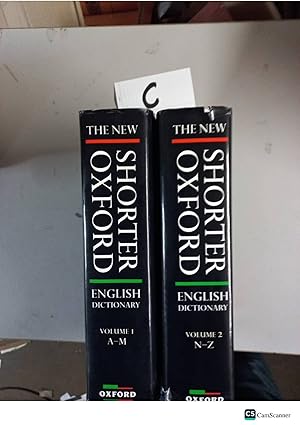 C
THE NEW
SHORTER
OXFORD
ENGLISH
DICTIONARY
VOLUME 1
A–M
OXFORD
THE NEW
SHORTER
OXFORD
ENGLISH
DICTIONARY
VOLUME 2
N–Z
OXFORD
CS CamScanner